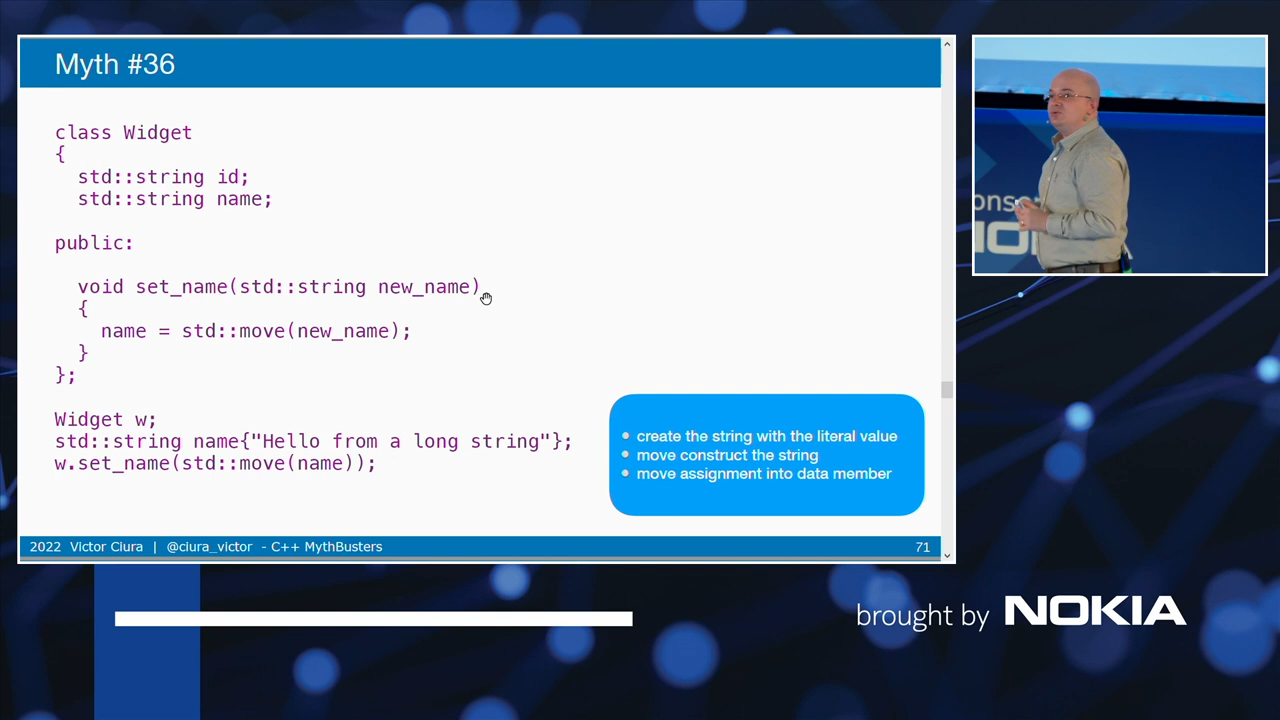 Myth #36
class Widget
{
std::string id;
std::string name;
public:
void set_name(std::string new_name)
{
name = std::move(new_name);
}
};
Widget w;
std::string name{"Hello from a long string"};
w.set_name(std::move(name));
• create the string with the literal value
• move construct the string
• move assignment into data member
2022 Victor Ciura | @ciura_victor - C++ MythBusters
71
brought by NOKIA